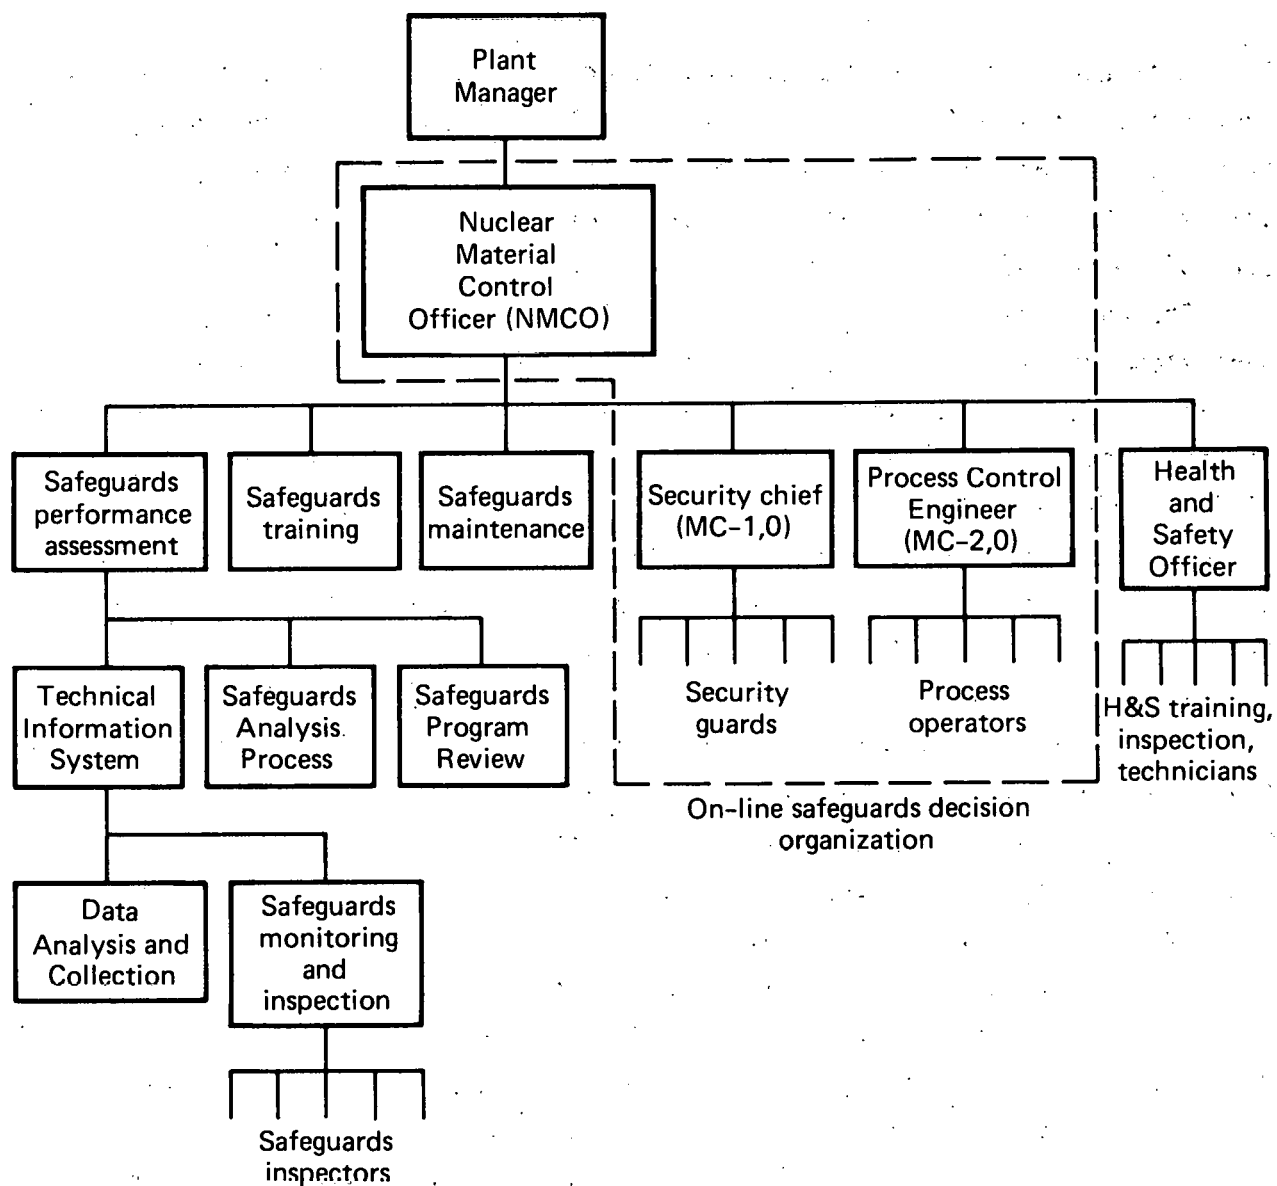 Plant
Manager
Nuclear
Material
Control
Officer (NMCO)
Safeguards
performance
assessment
Safeguards
training
Safeguards
maintenance
Security chief
(MC-1,0)
Process Control
Engineer
(MC-2,0)
Health
and
Safety
Officer
Technical
Information
System
Safeguards
Analysis
Process
Safeguards
Program
Review
Security
guards
Process
operators
H&S training,
inspection,
technicians
On-line safeguards decision
organization
Data
Analysis and
Collection
Safeguards
monitoring
and
inspection
Safeguards
inspectors